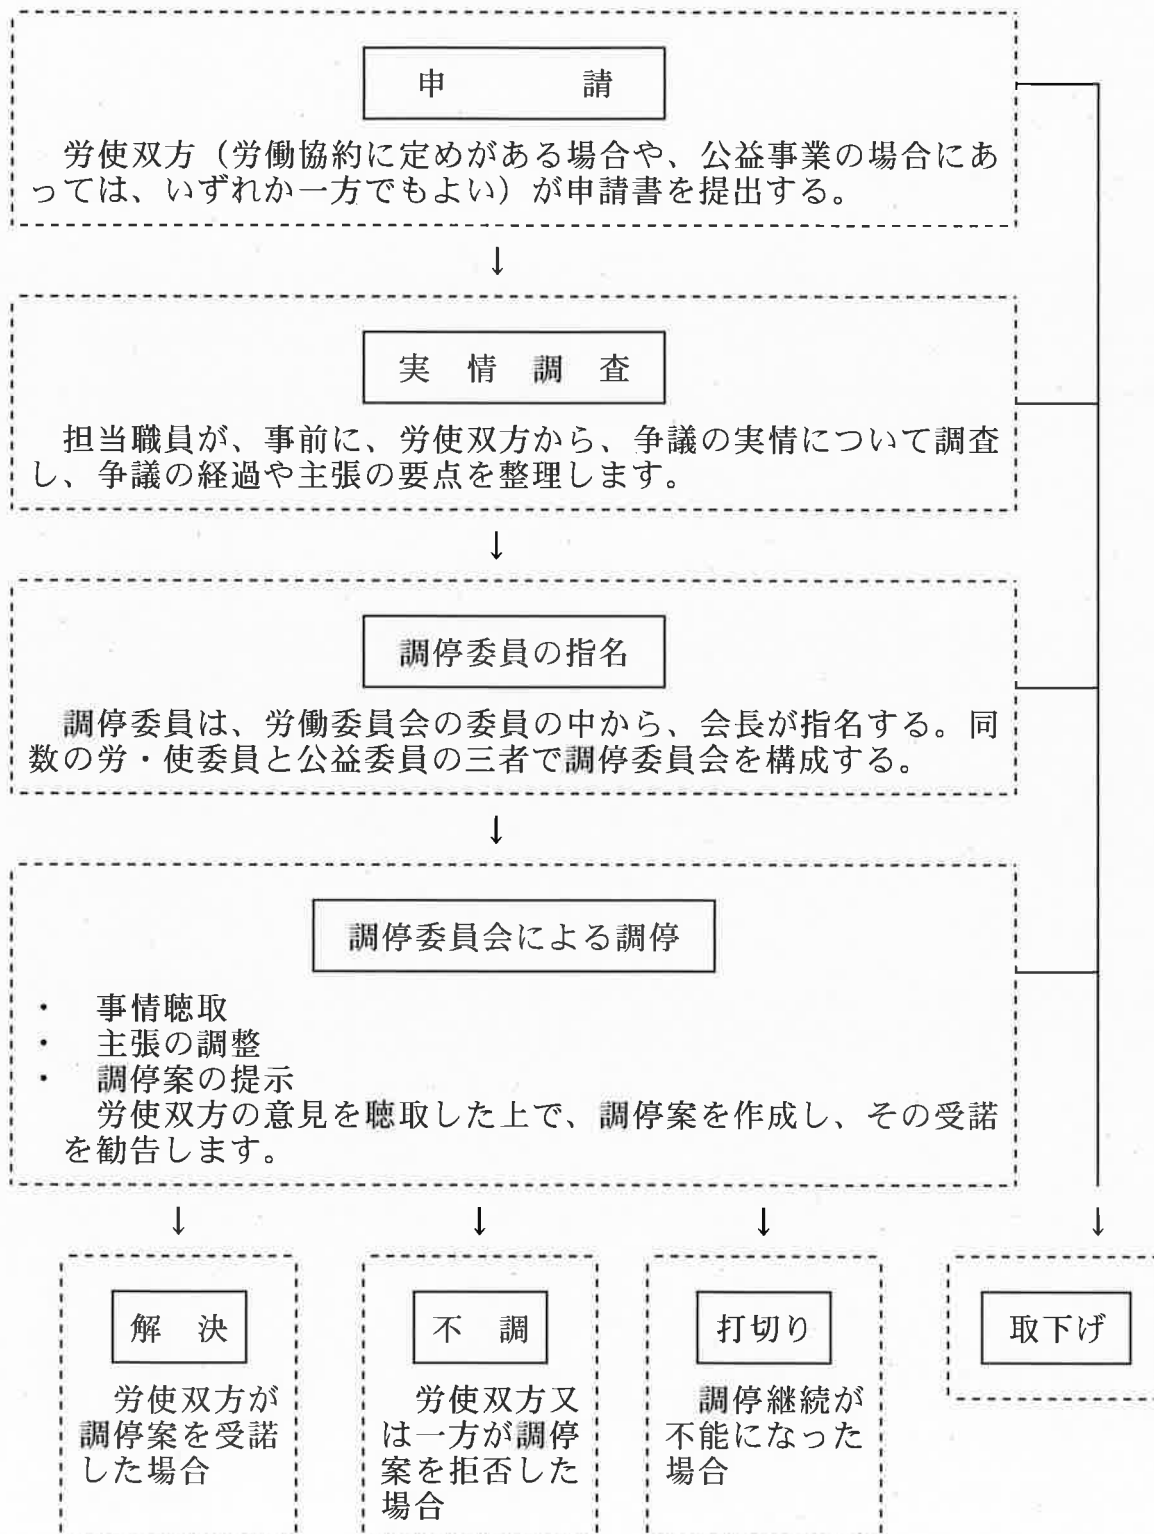 申　　　請
労使双方（労働協約に定めがある場合や、公益事業の場合にあ
っては、いずれか一方でもよい）が申請書を提出する。
↓
実　情　調　査
担当職員が、事前に、労使双方から、争議の実情について調査
し、争議の経過や主張の要点を整理します。
↓
調停委員の指名
調停委員は、労働委員会の委員の中から、会長が指名する。同
数の労・使委員と公益委員の三者で調停委員会を構成する。
↓
調停委員会による調停
・　事情聴取
・　主張の調整
・　調停案の提示
労使双方の意見を聴取した上で、調停案を作成し、その受諾
を勧告します。
↓　↓　↓　↓
解　決
労使双方が
調停案を受諾
した場合
不　調
労使双方又
は一方が調停
案を拒否した
場合
打切り
調停継続が
不能になった
場合
取下げ